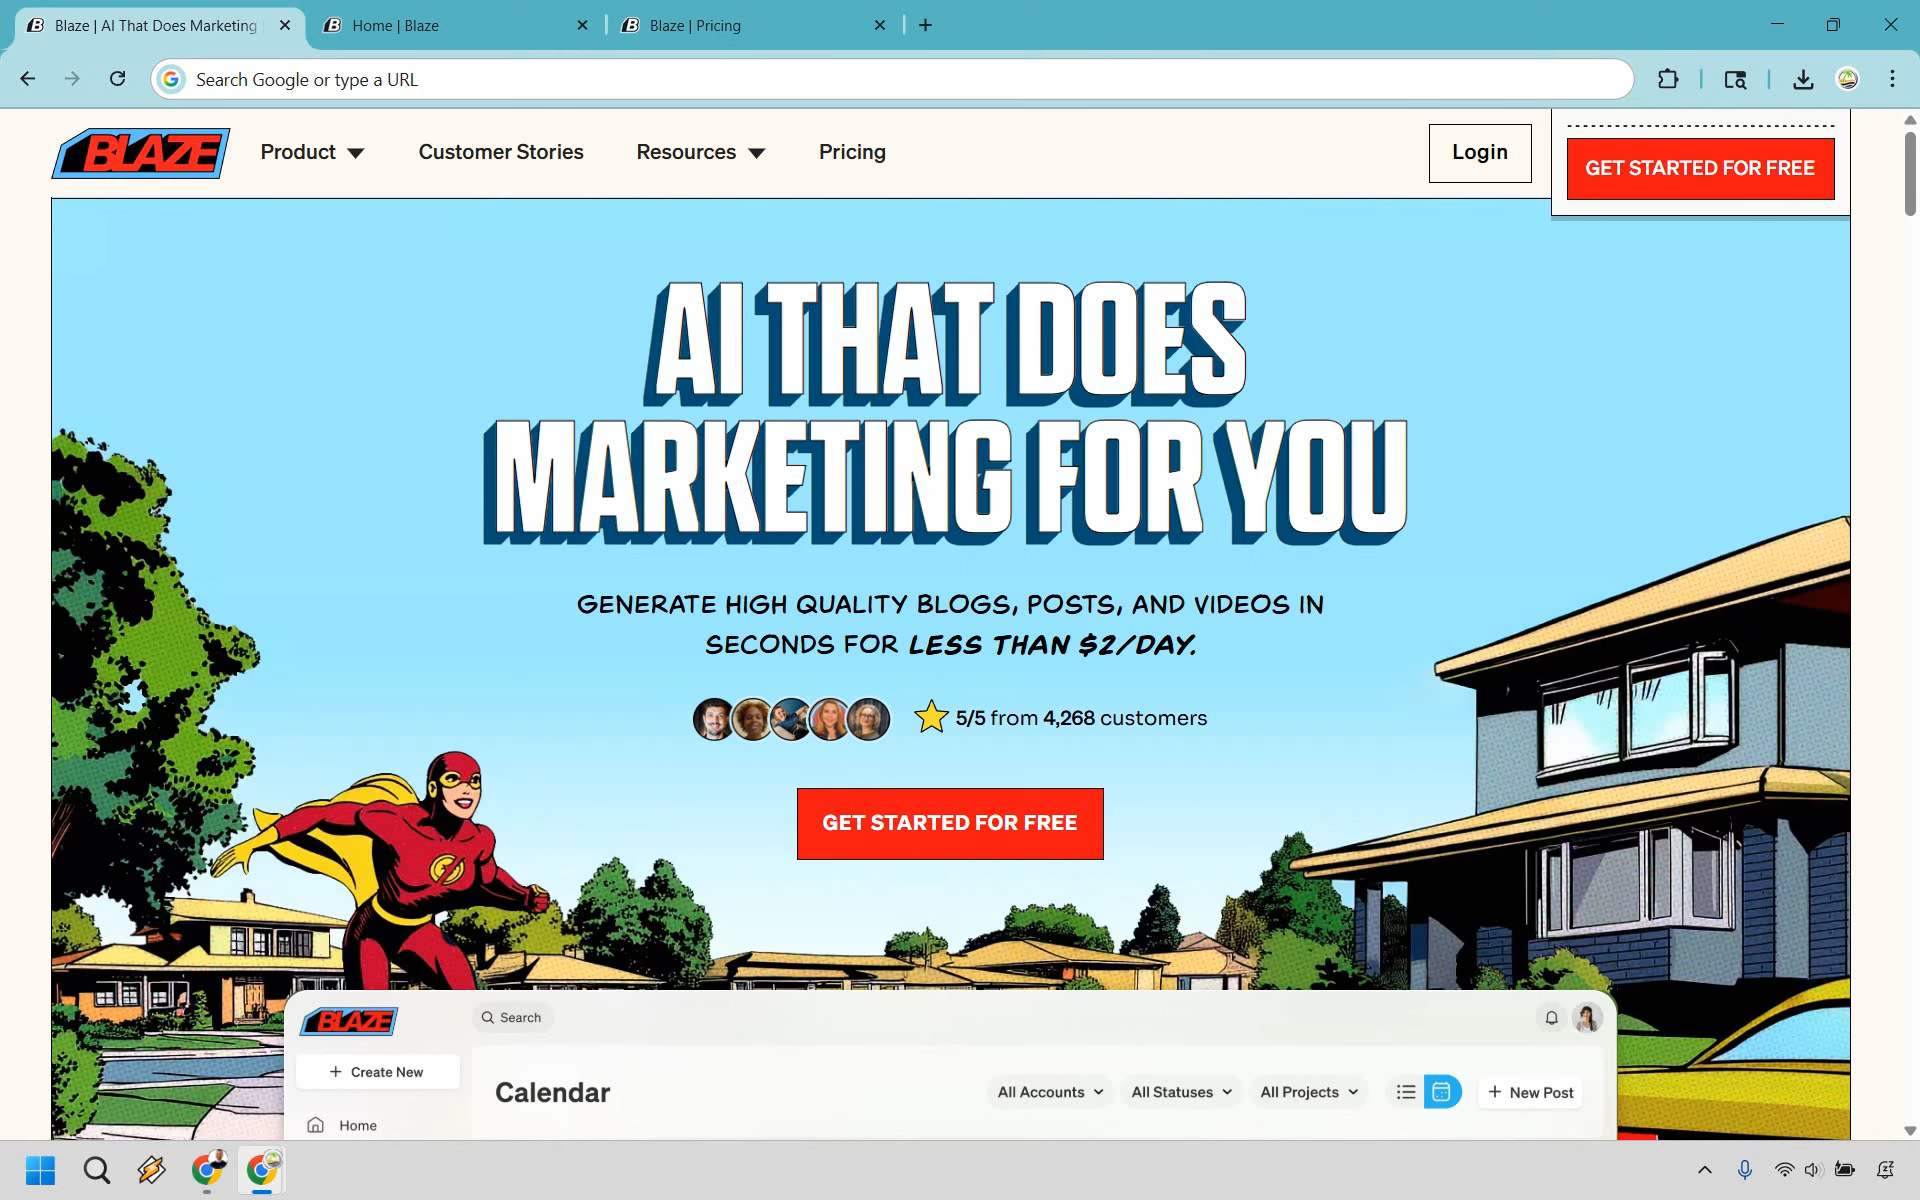 Blaze | AI That Does Marketing
Home | Blaze
Blaze | Pricing
Search Google or type a URL
BLAZE
Product
Customer Stories
Resources
Pricing
Login
GET STARTED FOR FREE
AI THAT DOES
MARKETING FOR YOU
GENERATE HIGH QUALITY BLOGS, POSTS, AND VIDEOS IN
SECONDS FOR LESS THAN $2/DAY.
5/5 from 4,268 customers
GET STARTED FOR FREE
BLAZE
Search
+ Create New
Calendar
All Accounts
All Statuses
All Projects
+ New Post
Home